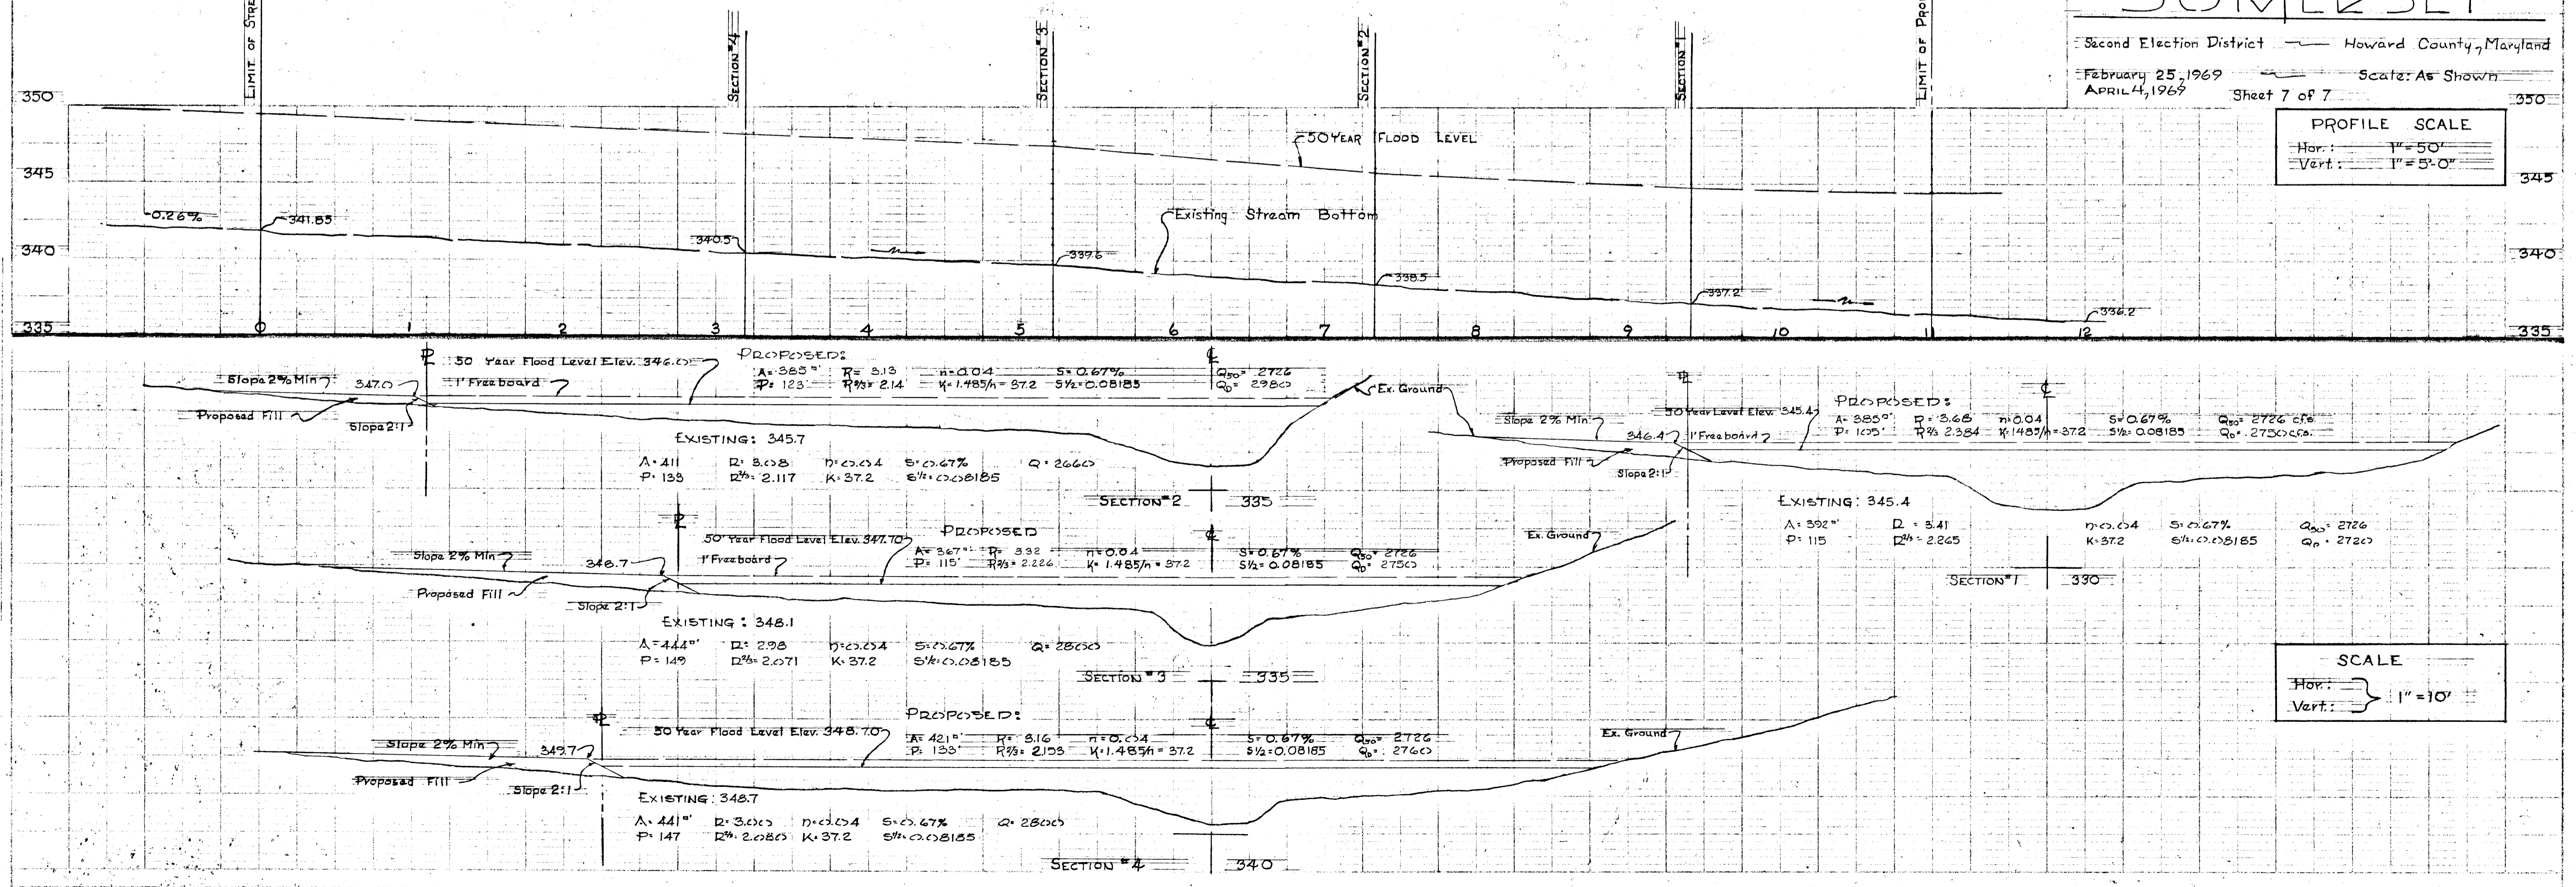 SOMERSET
Second Election District — Howard County, Maryland
February 25, 1969 — Scale: As Shown
APRIL 4, 1969
Sheet 7 of 7
LIMIT OF STRE
SECTION #4
SECTION #3
SECTION #2
SECTION #1
LIMIT OF PRO
PROFILE SCALE
Hor.: 1"=50'
Vert.: 1"=5'-0"
350 350
345 345
340 340
335 335
50 YEAR FLOOD LEVEL
-0.26%
341.85
340.5
Existing Stream Bottom
339.6
338.5
337.2
336.2
0 1 2 3 4 5 6 7 8 9 10 11 12
50 Year Flood Level Elev. 346.0
PROPOSED:
A= 385□' R= 3.13 n=0.04 S=0.67% Q50= 2726
P= 123' R2/3= 2.14 K=1.485/n=37.2 S1/2=0.08185 QD= 2980
Slope 2% Min
347.0
1' Freeboard
Proposed Fill
Slope 2:1
Ex. Ground
EXISTING: 345.7
A=411 R= 3.08 n=0.04 S=0.67% Q=2660
P=133 R2/3= 2.117 K=37.2 S1/2=0.08185
SECTION #2 335
PROPOSED:
50 Year Level Elev. 345.4
A= 385□' R= 3.68 n=0.04 S=0.67% Q50= 2726 cfs
P= 105' R2/3 2.384 K=1485/n=37.2 S1/2=0.08185 QD= 2750 cfs.
Slope 2% Min.
346.4
1' Freeboard
Proposed Fill
Slope 2:1
EXISTING: 345.4
A=392□' R = 3.41 n=0.04 S=0.67% Q50= 2726
P=115 R2/3= 2.265 K=37.2 S1/2=0.08185 QD= 2720
SECTION #1 330
PROPOSED
50 Year Flood Level Elev. 347.70
A= 367□' R= 3.32 n=0.04 S=0.67% Q50= 2726
P= 115' R2/3= 2.226 K=1.485/n=37.2 S1/2=0.08185 QD= 2750
Slope 2% Min
348.7
1' Freeboard
Ex. Ground
Proposed Fill
Slope 2:1
EXISTING: 348.1
A=444□' R= 2.98 n=0.04 S=0.67% Q=2800
P=149 R2/3= 2.071 K=37.2 S1/2=0.08185
SECTION #3 335
SCALE
Hor.:
Vert.: 1"=10'
PROPOSED:
50 Year Flood Level Elev. 348.70
A= 421□' R= 3.16 n=0.04 S=0.67% Q50= 2726
P= 133' R2/3= 2.153 K=1.485/n=37.2 S1/2=0.08185 QD= 2760
Slope 2% Min
349.7
Ex. Ground
Proposed Fill
Slope 2:1
EXISTING: 348.7
A=441□' R=3.00 n=0.04 S=0.67% Q=2800
P=147 R2/3= 2.080 K=37.2 S1/2=0.08185
SECTION #4 340